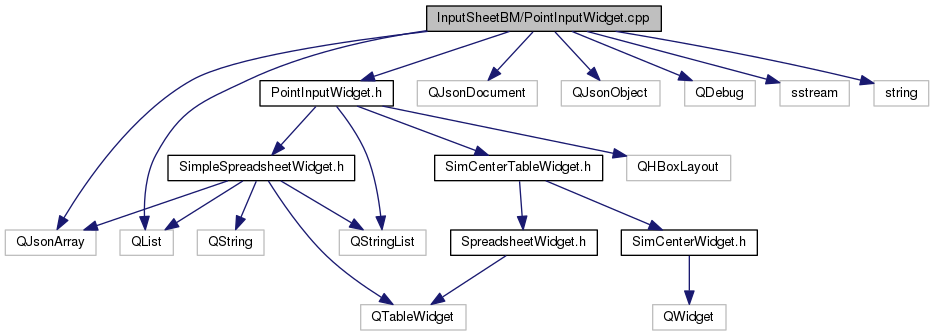 InputSheetBM/PointInputWidget.cpp
PointInputWidget.h
QJsonDocument
QJsonObject
QDebug
sstream
string
SimpleSpreadsheetWidget.h
SimCenterTableWidget.h
QHBoxLayout
QJsonArray
QList
QString
QStringList
SpreadsheetWidget.h
SimCenterWidget.h
QTableWidget
QWidget